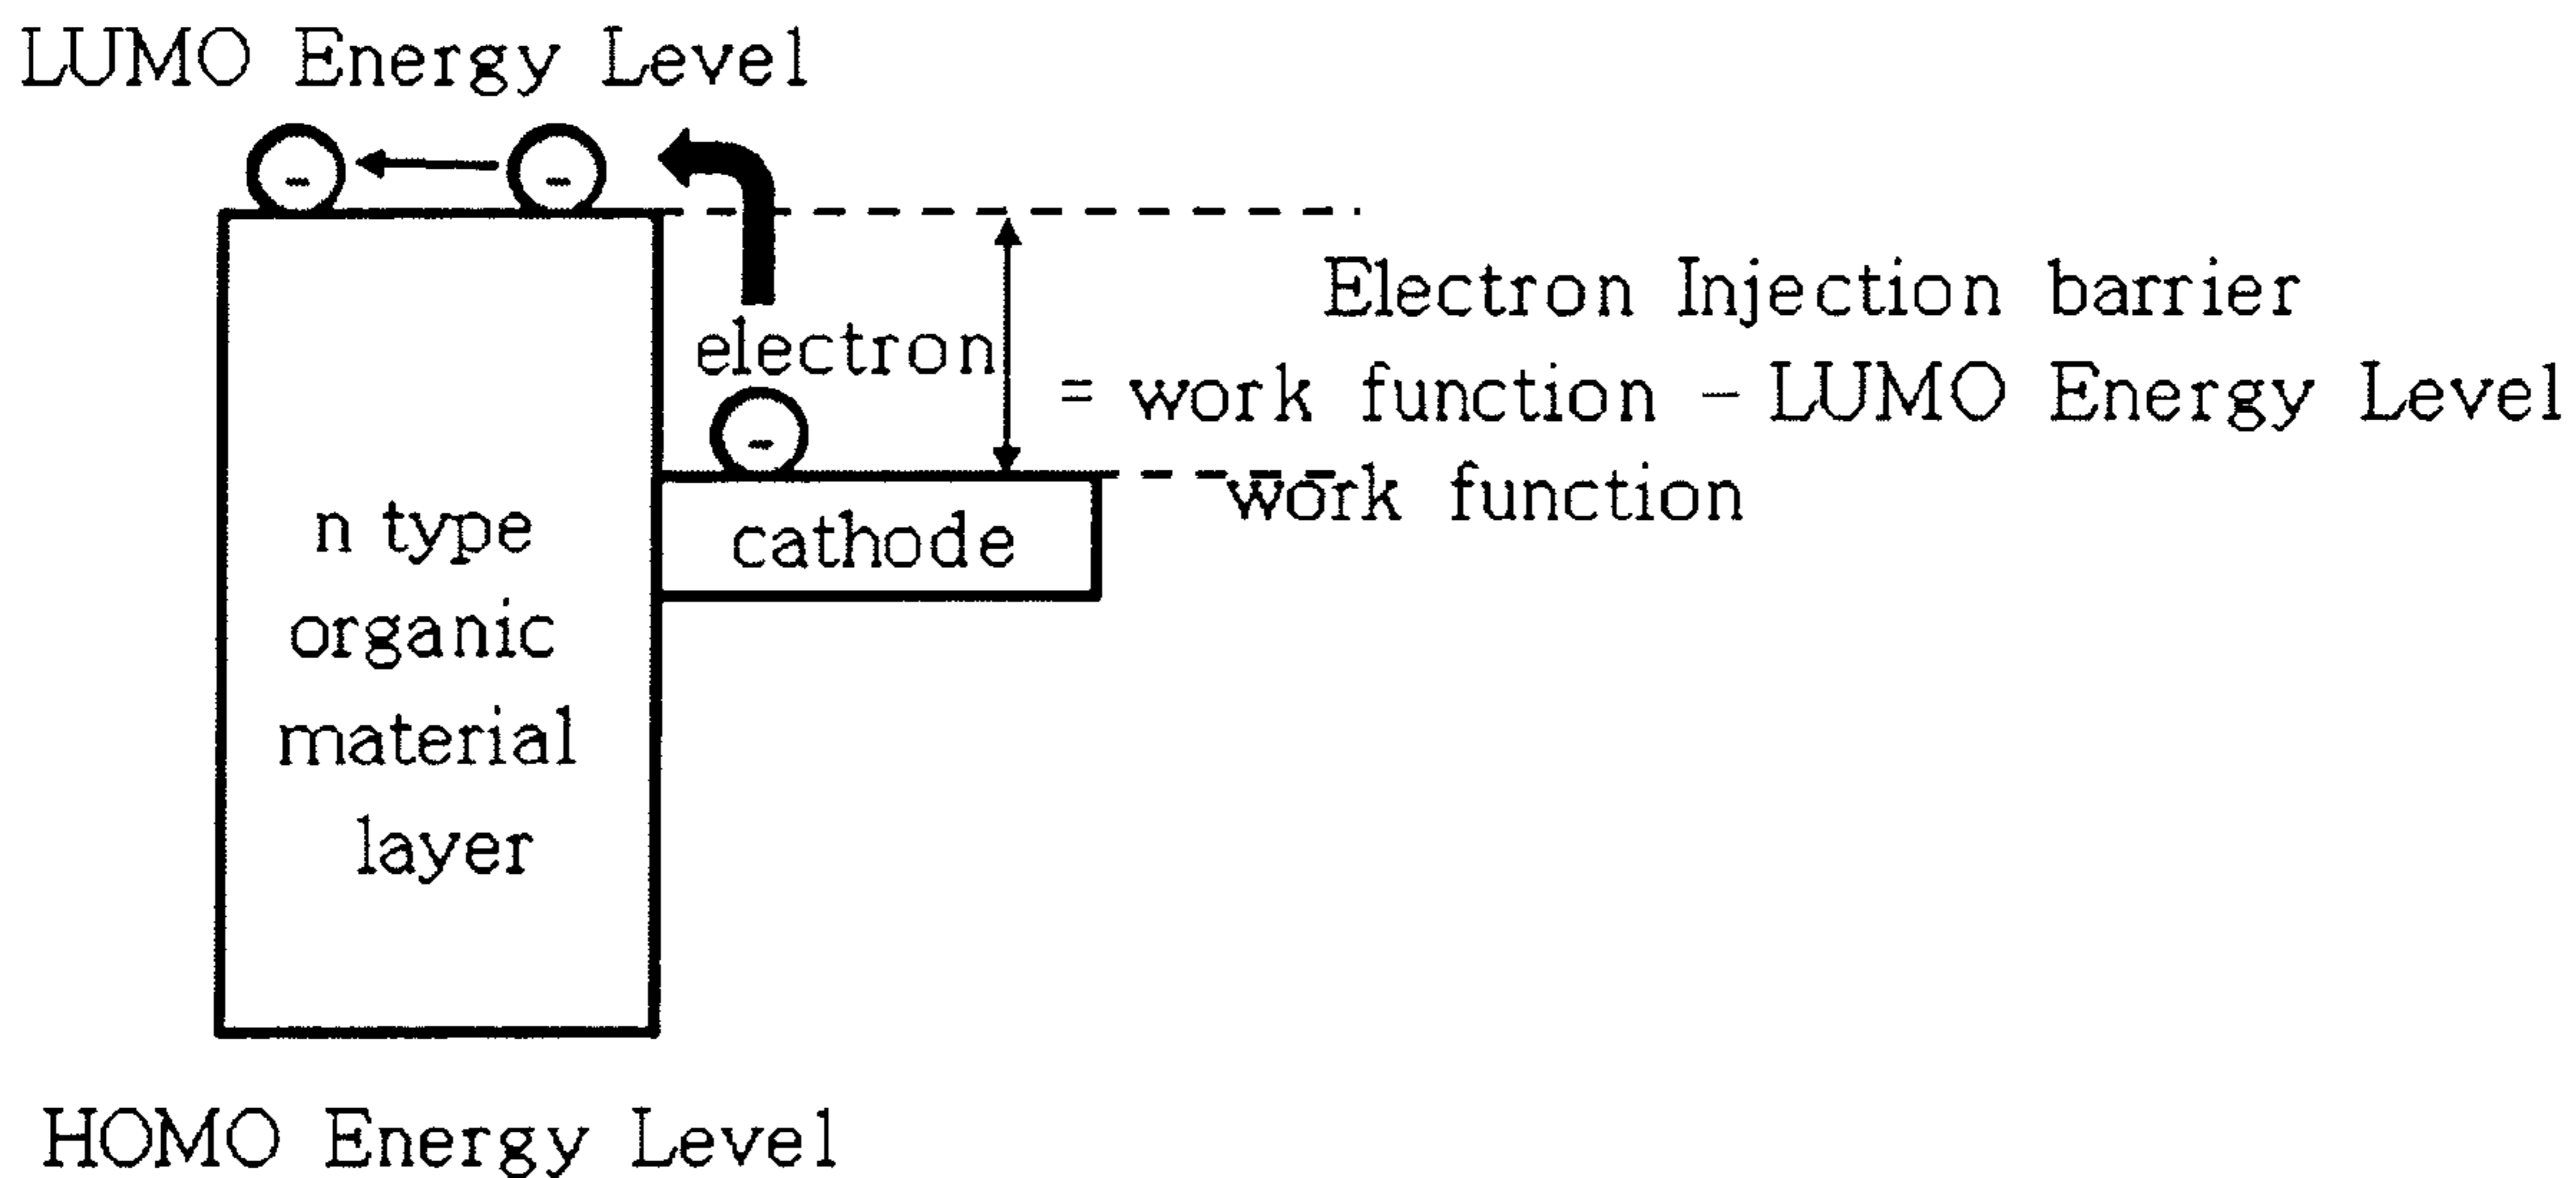 LUMO Energy Level
-
-
Electron Injection barrier
electron
= work function - LUMO Energy Level
-
work function
cathode
n type
organic
material
layer
HOMO Energy Level